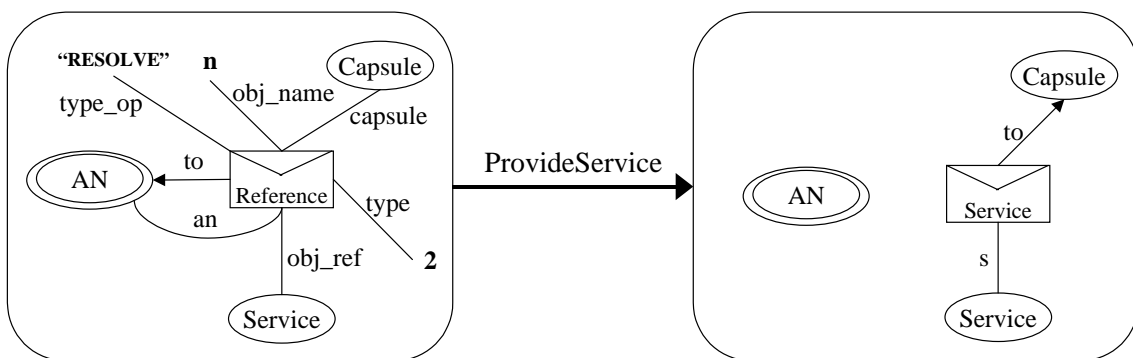 “RESOLVE”
n
Capsule
type_op
obj_name
capsule
to
AN
Reference
an
type
obj_ref
2
Service
ProvideService
Capsule
to
AN
Service
s
Service